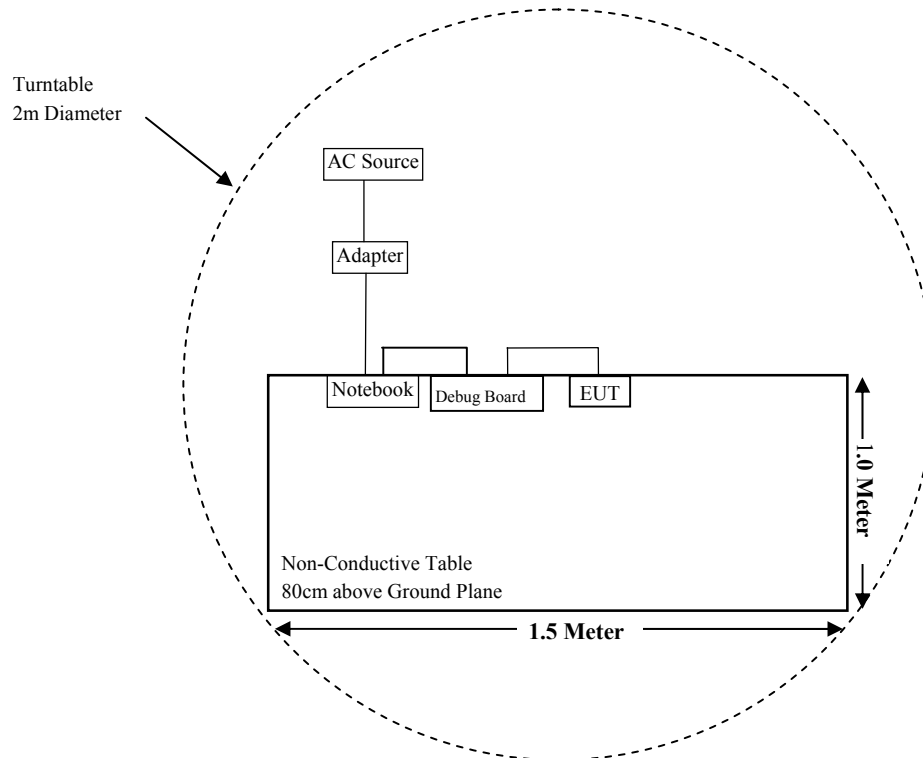 Turntable
2m Diameter
AC Source
Adapter
Notebook
Debug Board
EUT
1.0 Meter
Non-Conductive Table
80cm above Ground Plane
1.5 Meter